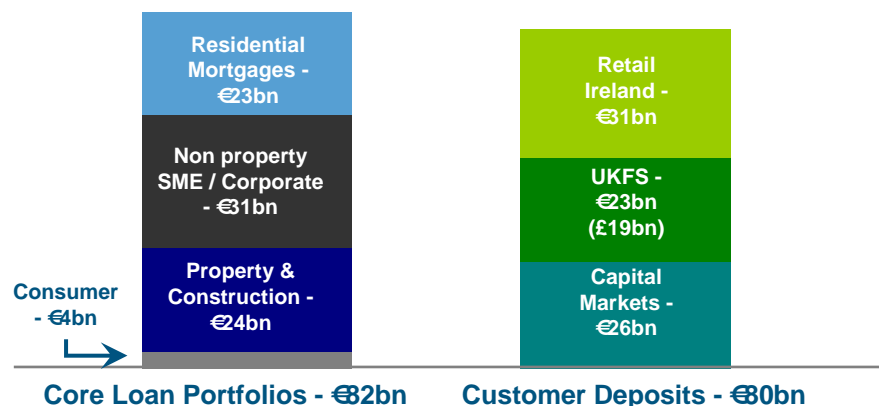 Residential
Mortgages -
€23bn
Non property
SME / Corporate
- €31bn
Property &
Construction -
€24bn
Consumer
- €4bn
Core Loan Portfolios - €82bn
Retail
Ireland -
€31bn
UKFS -
€23bn
(£19bn)
Capital
Markets -
€26bn
Customer Deposits - €80bn